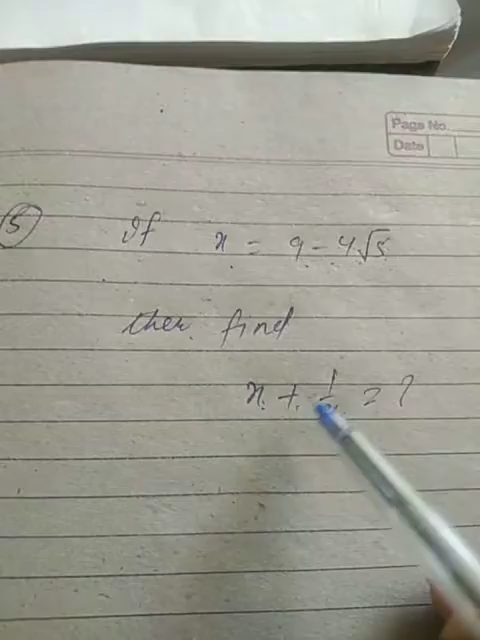 Page No.
Date
5
If x = 9 - 4√5
then find
x + 1/ = ?